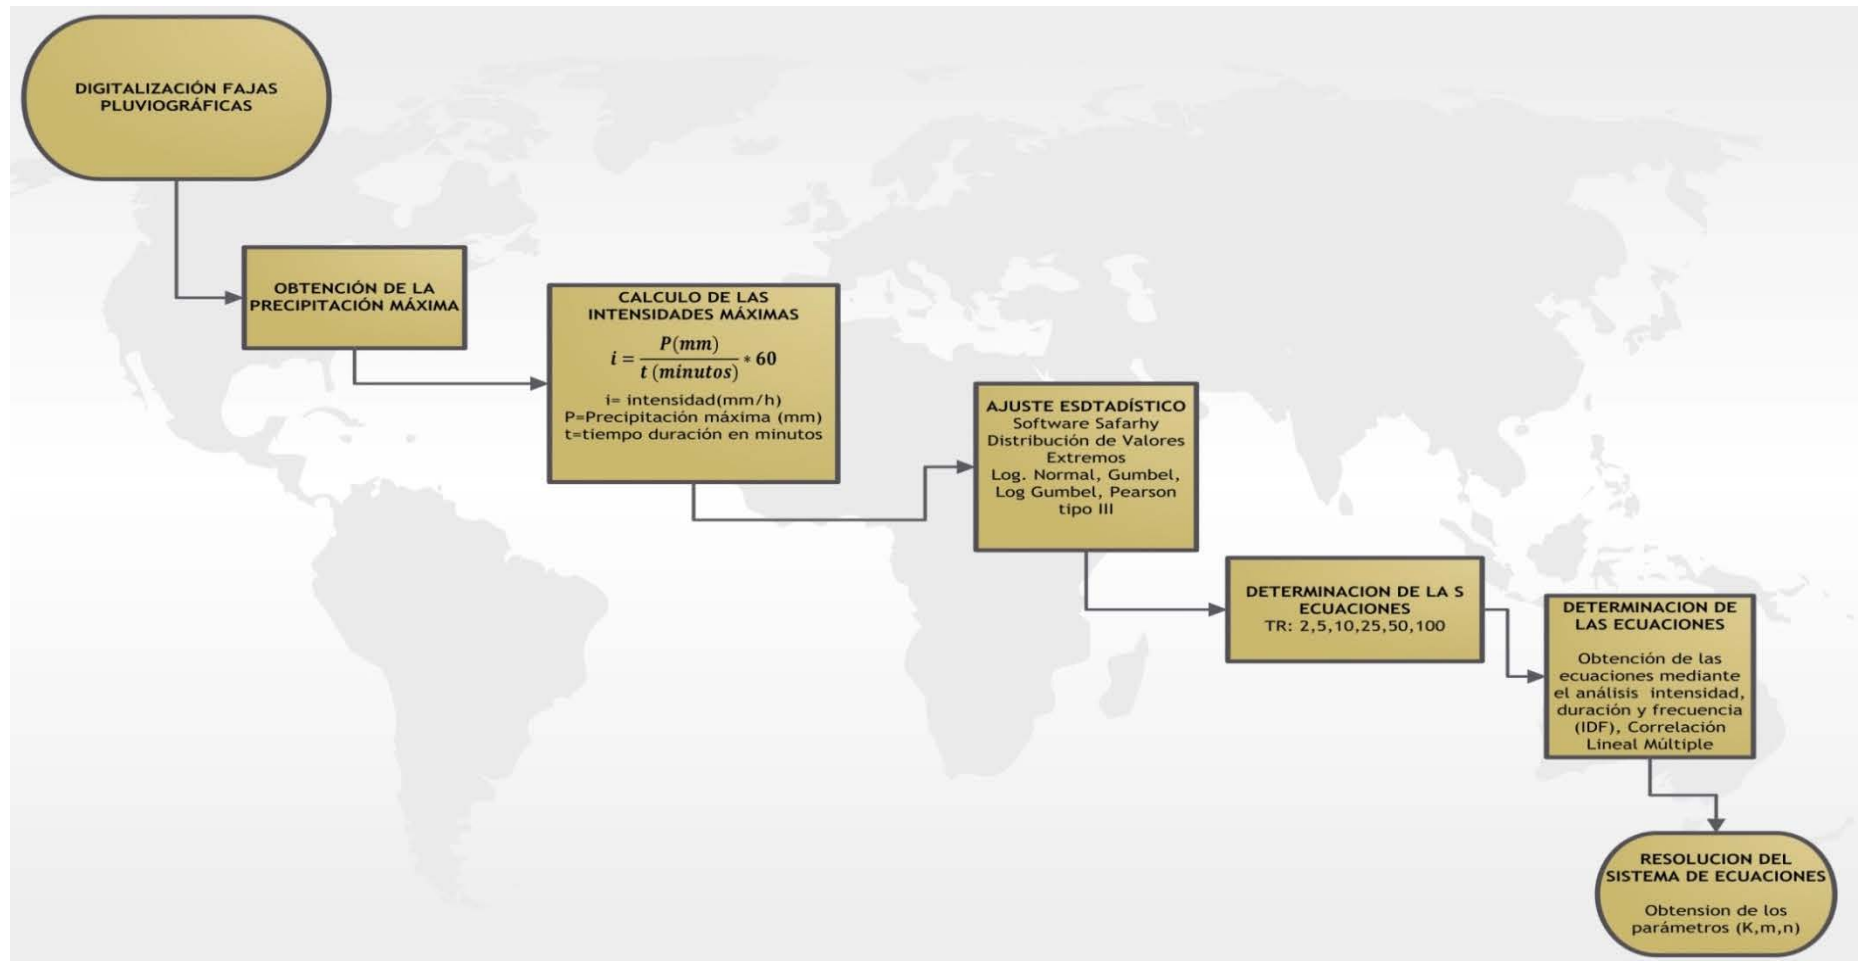 DIGITALIZACIÓN FAJAS
PLUVIOGRÁFICAS
OBTENCIÓN DE LA
PRECIPITACIÓN MÁXIMA
CALCULO DE LAS
INTENSIDADES MÁXIMAS
i = P(mm) / t (minutos) * 60
i= intensidad(mm/h)
P=Precipitación máxima (mm)
t=tiempo duración en minutos
AJUSTE ESDTADÍSTICO
Software Safarhy
Distribución de Valores
Extremos
Log. Normal, Gumbel,
Log Gumbel, Pearson
tipo III
DETERMINACION DE LA S
ECUACIONES
TR: 2,5,10,25,50,100
DETERMINACION DE
LAS ECUACIONES
Obtención de las
ecuaciones mediante
el análisis intensidad,
duración y frecuencia
(IDF), Correlación
Lineal Múltiple
RESOLUCION DEL
SISTEMA DE ECUACIONES
Obtension de los
parámetros (K,m,n)